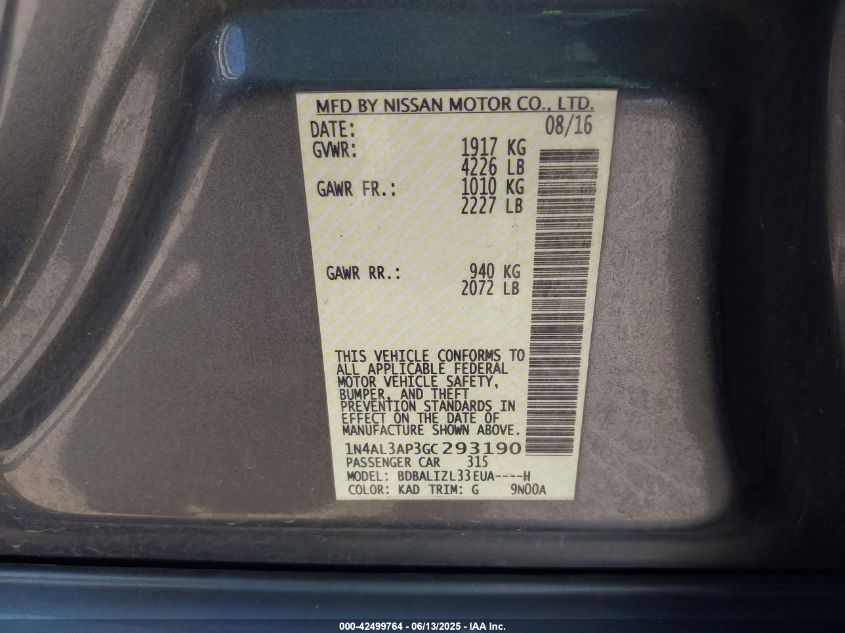 MFD BY NISSAN MOTOR CO., LTD.
DATE: 08/16
GVWR: 1917 KG
4226 LB
GAWR FR.: 1010 KG
2227 LB
GAWR RR.: 940 KG
2072 LB
THIS VEHICLE CONFORMS TO
ALL APPLICABLE FEDERAL
MOTOR VEHICLE SAFETY,
BUMPER, AND THEFT
PREVENTION STANDARDS IN
EFFECT ON THE DATE OF
MANUFACTURE SHOWN ABOVE.
1N4AL3AP3GC293190
PASSENGER CAR 315
MODEL: BDBALIZL33EUA----H
COLOR: KAD TRIM: G 9N00A
000-42499764 - 06/13/2025 - IAA Inc.